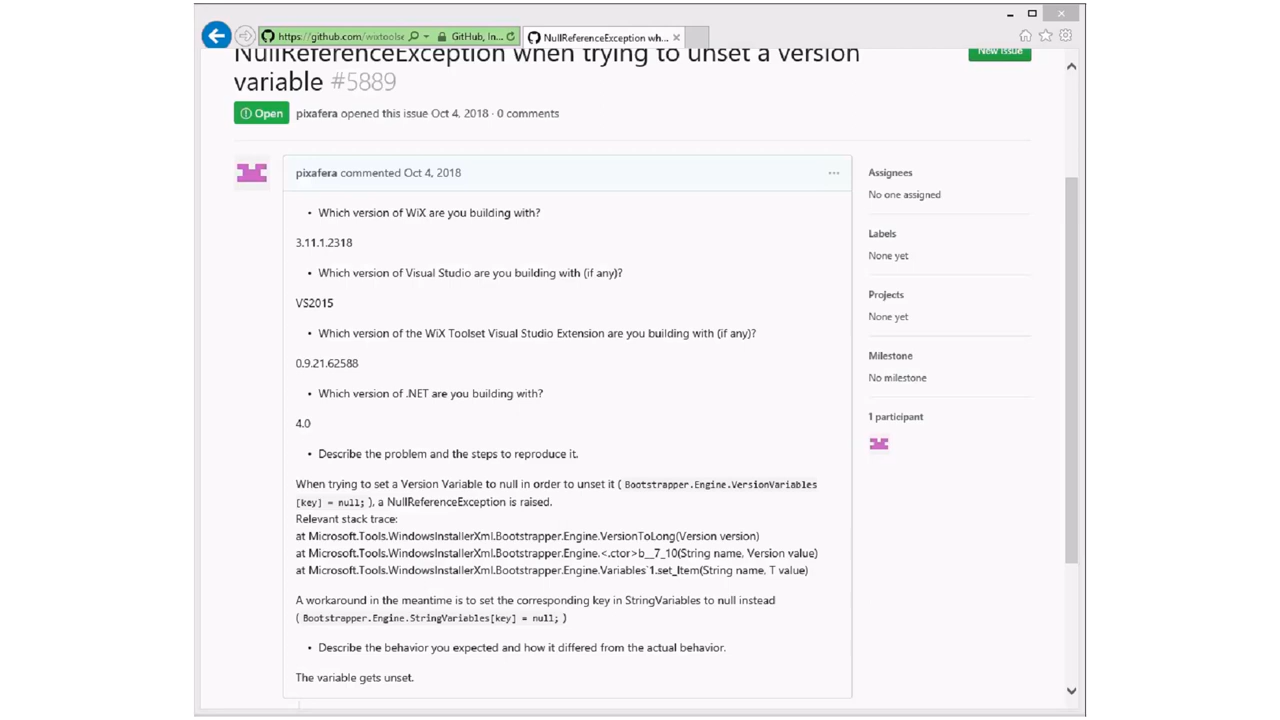 https://github.com/wixtoolse
GitHub, In...
NullReferenceException wh...
NullReferenceException when trying to unset a version
variable #5889
New issue
Open
pixafera opened this issue Oct 4, 2018 · 0 comments
pixafera commented Oct 4, 2018
...
• Which version of WiX are you building with?
3.11.1.2318
• Which version of Visual Studio are you building with (if any)?
VS2015
• Which version of the WiX Toolset Visual Studio Extension are you building with (if any)?
0.9.21.62588
• Which version of .NET are you building with?
4.0
• Describe the problem and the steps to reproduce it.
When trying to set a Version Variable to null in order to unset it ( Bootstrapper.Engine.VersionVariables
[key] = null; ), a NullReferenceException is raised.
Relevant stack trace:
at Microsoft.Tools.WindowsInstallerXml.Bootstrapper.Engine.VersionToLong(Version version)
at Microsoft.Tools.WindowsInstallerXml.Bootstrapper.Engine.<.ctor>b__7_10(String name, Version value)
at Microsoft.Tools.WindowsInstallerXml.Bootstrapper.Engine.Variables`1.set_Item(String name, T value)
A workaround in the meantime is to set the corresponding key in StringVariables to null instead
( Bootstrapper.Engine.StringVariables[key] = null; )
• Describe the behavior you expected and how it differed from the actual behavior.
The variable gets unset.
Assignees
No one assigned
Labels
None yet
Projects
None yet
Milestone
No milestone
1 participant